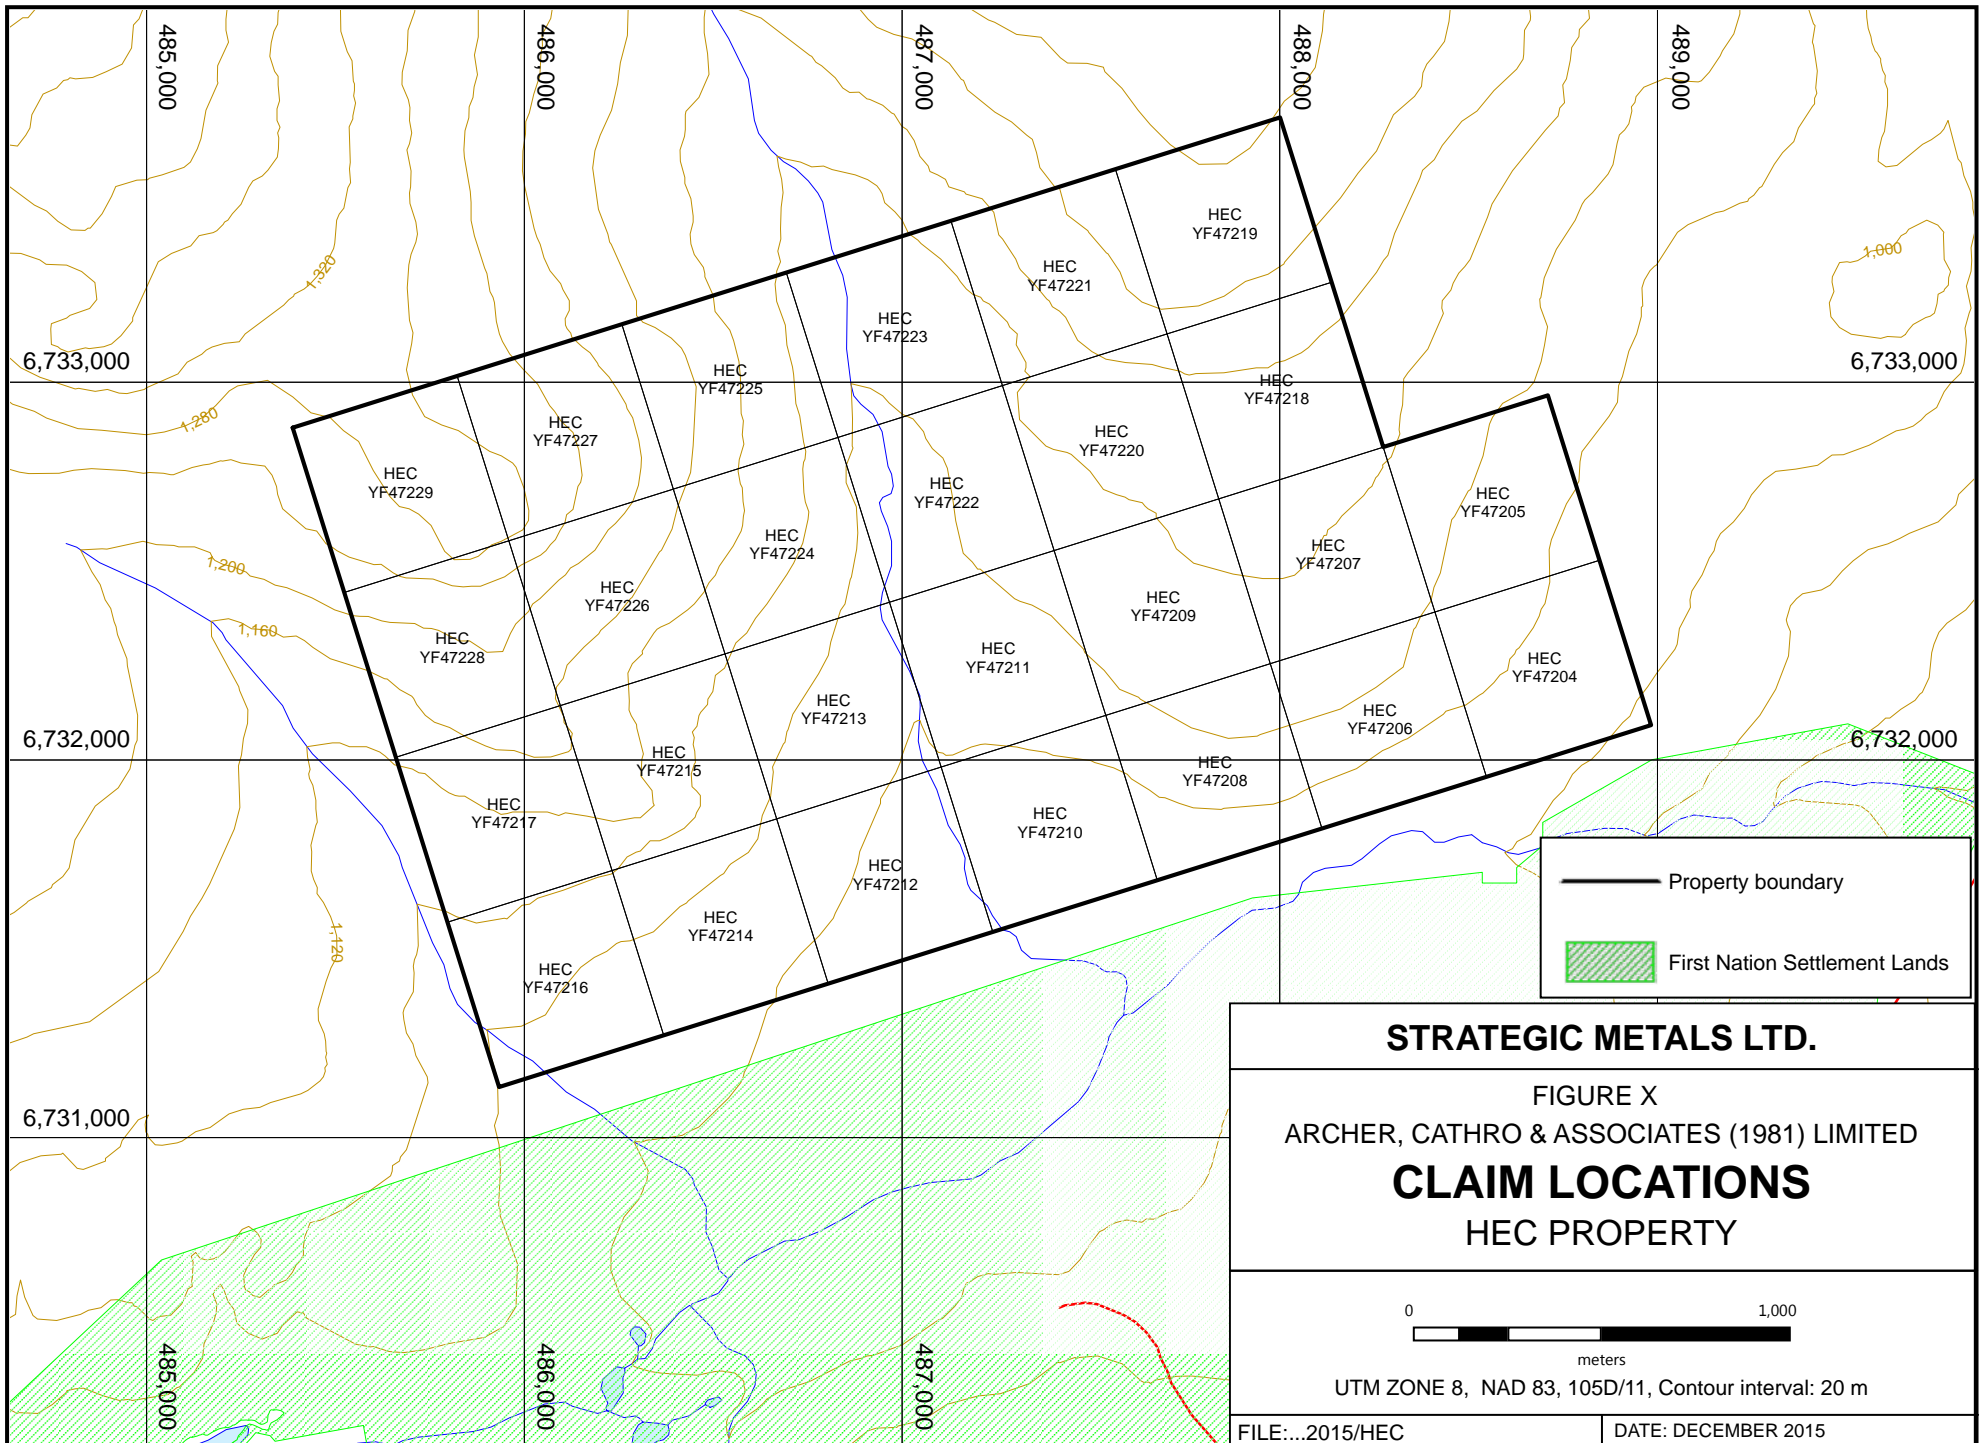 485,000
486,000
487,000
488,000
489,000
HEC
YF47219
1,000
HEC
YF47221
1,320
HEC
YF47223
6,733,000
6,733,000
HEC
YF47225
HEC
YF47218
1,280
HEC
YF47227
HEC
YF47220
HEC
YF47229
HEC
YF47222
HEC
YF47205
HEC
YF47224
HEC
YF47207
1,200
HEC
YF47226
HEC
YF47209
1,160
HEC
YF47228
HEC
YF47211
HEC
YF47204
HEC
YF47213
HEC
YF47206
6,732,000
6,732,000
HEC
YF47215
HEC
YF47208
HEC
YF47217
HEC
YF47210
HEC
YF47212
HEC
YF47214
1,120
HEC
YF47216
Property boundary
First Nation Settlement Lands
6,731,000
STRATEGIC METALS LTD.
FIGURE X
ARCHER, CATHRO & ASSOCIATES (1981) LIMITED
CLAIM LOCATIONS
HEC PROPERTY
0 1,000
meters
UTM ZONE 8, NAD 83, 105D/11, Contour interval: 20 m
FILE:...2015/HEC
DATE: DECEMBER 2015
485,000
486,000
487,000